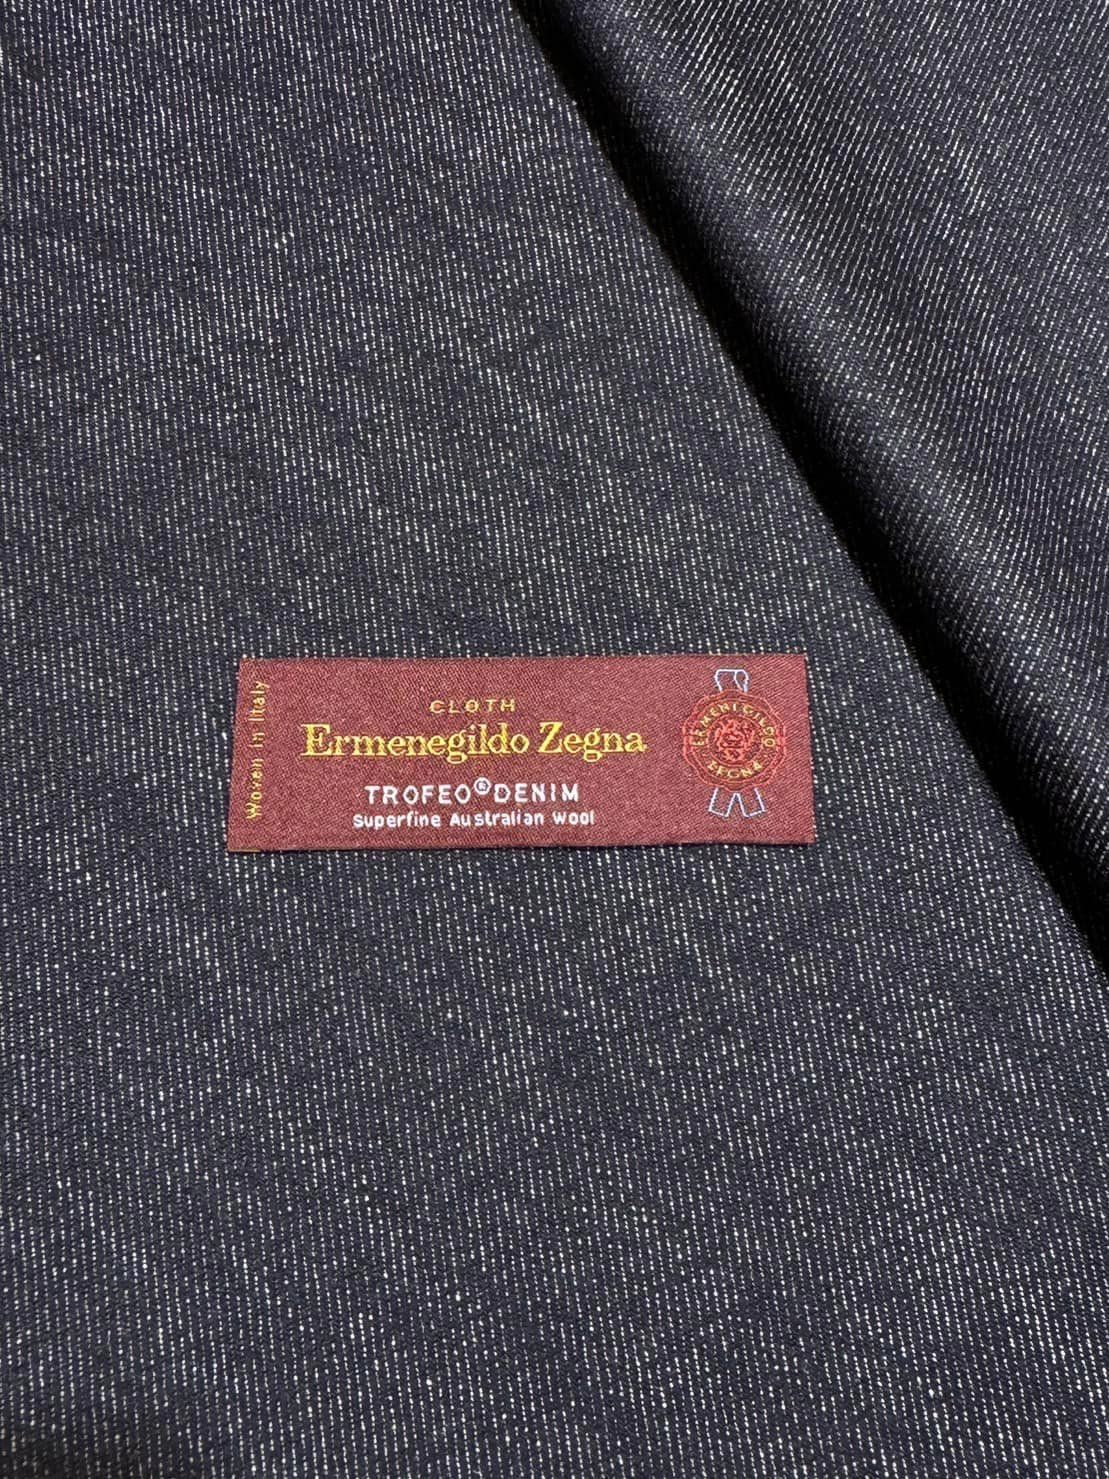 Woven in Italy
CLOTH
Ermenegildo Zegna
TROFEO® DENIM
Superfine Australian Wool
ERMENEGILDO
ZEGNA